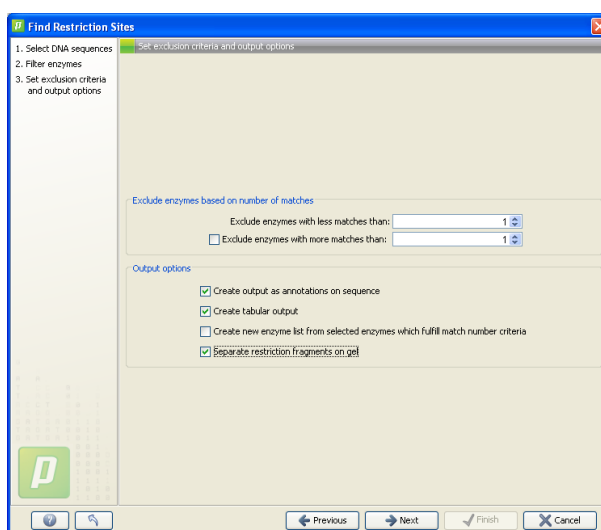 Find Restriction Sites
1. Select DNA sequences
2. Filter enzymes
3. Set exclusion criteria
and output options
Set exclusion criteria and output options
Exclude enzymes based on number of matches
Exclude enzymes with less matches than: 1
Exclude enzymes with more matches than: 1
Output options
Create output as annotations on sequence
Create tabular output
Create new enzyme list from selected enzymes which fulfill match number criteria
Separate restriction fragments on gel
? Previous Next Finish Cancel